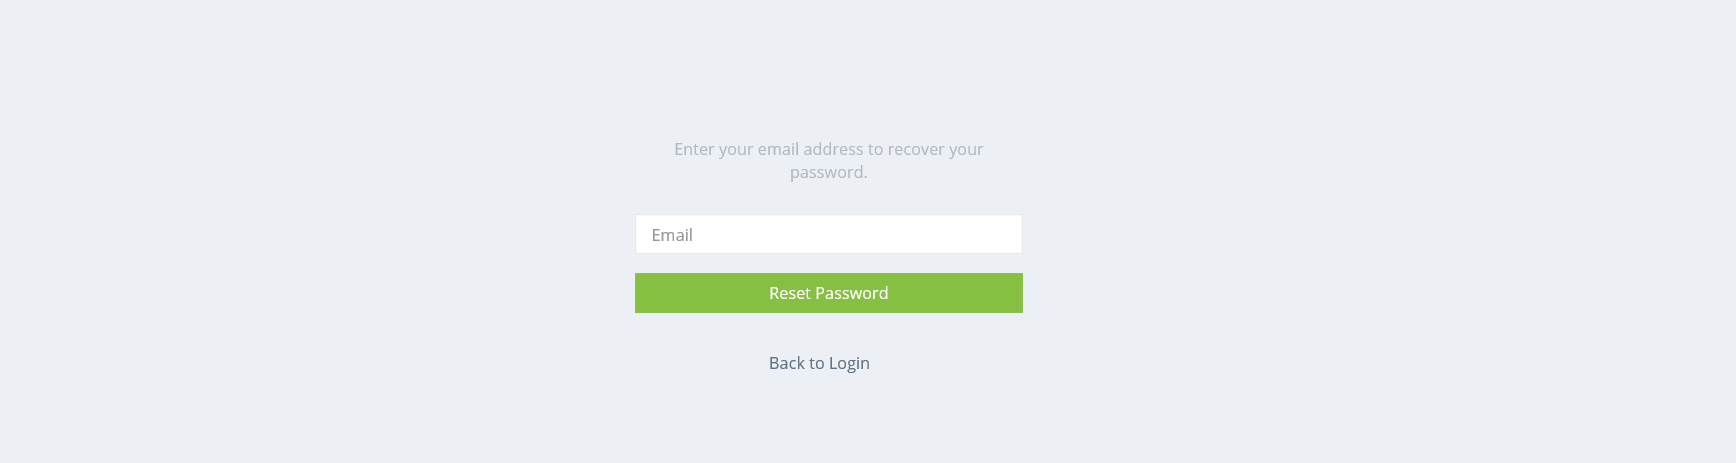 Enter your email address to recover your
password.
Email
Reset Password
Back to Login